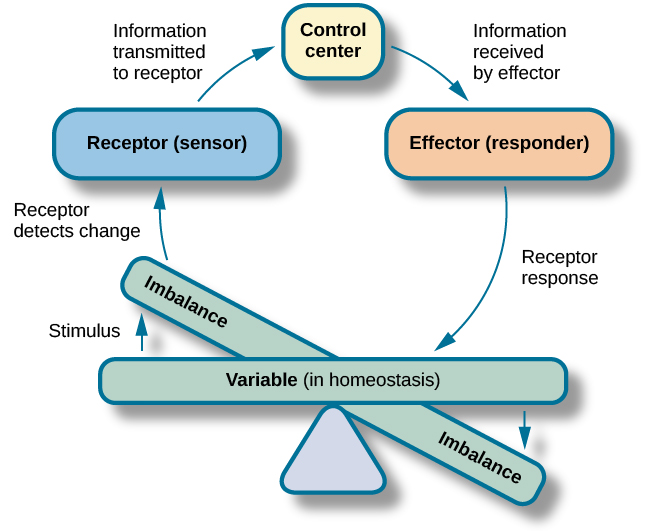 Control
center
Information
transmitted
to receptor
Information
received
by effector
Receptor (sensor)
Effector (responder)
Receptor
detects change
Receptor
response
Imbalance
Stimulus
Variable (in homeostasis)
Imbalance